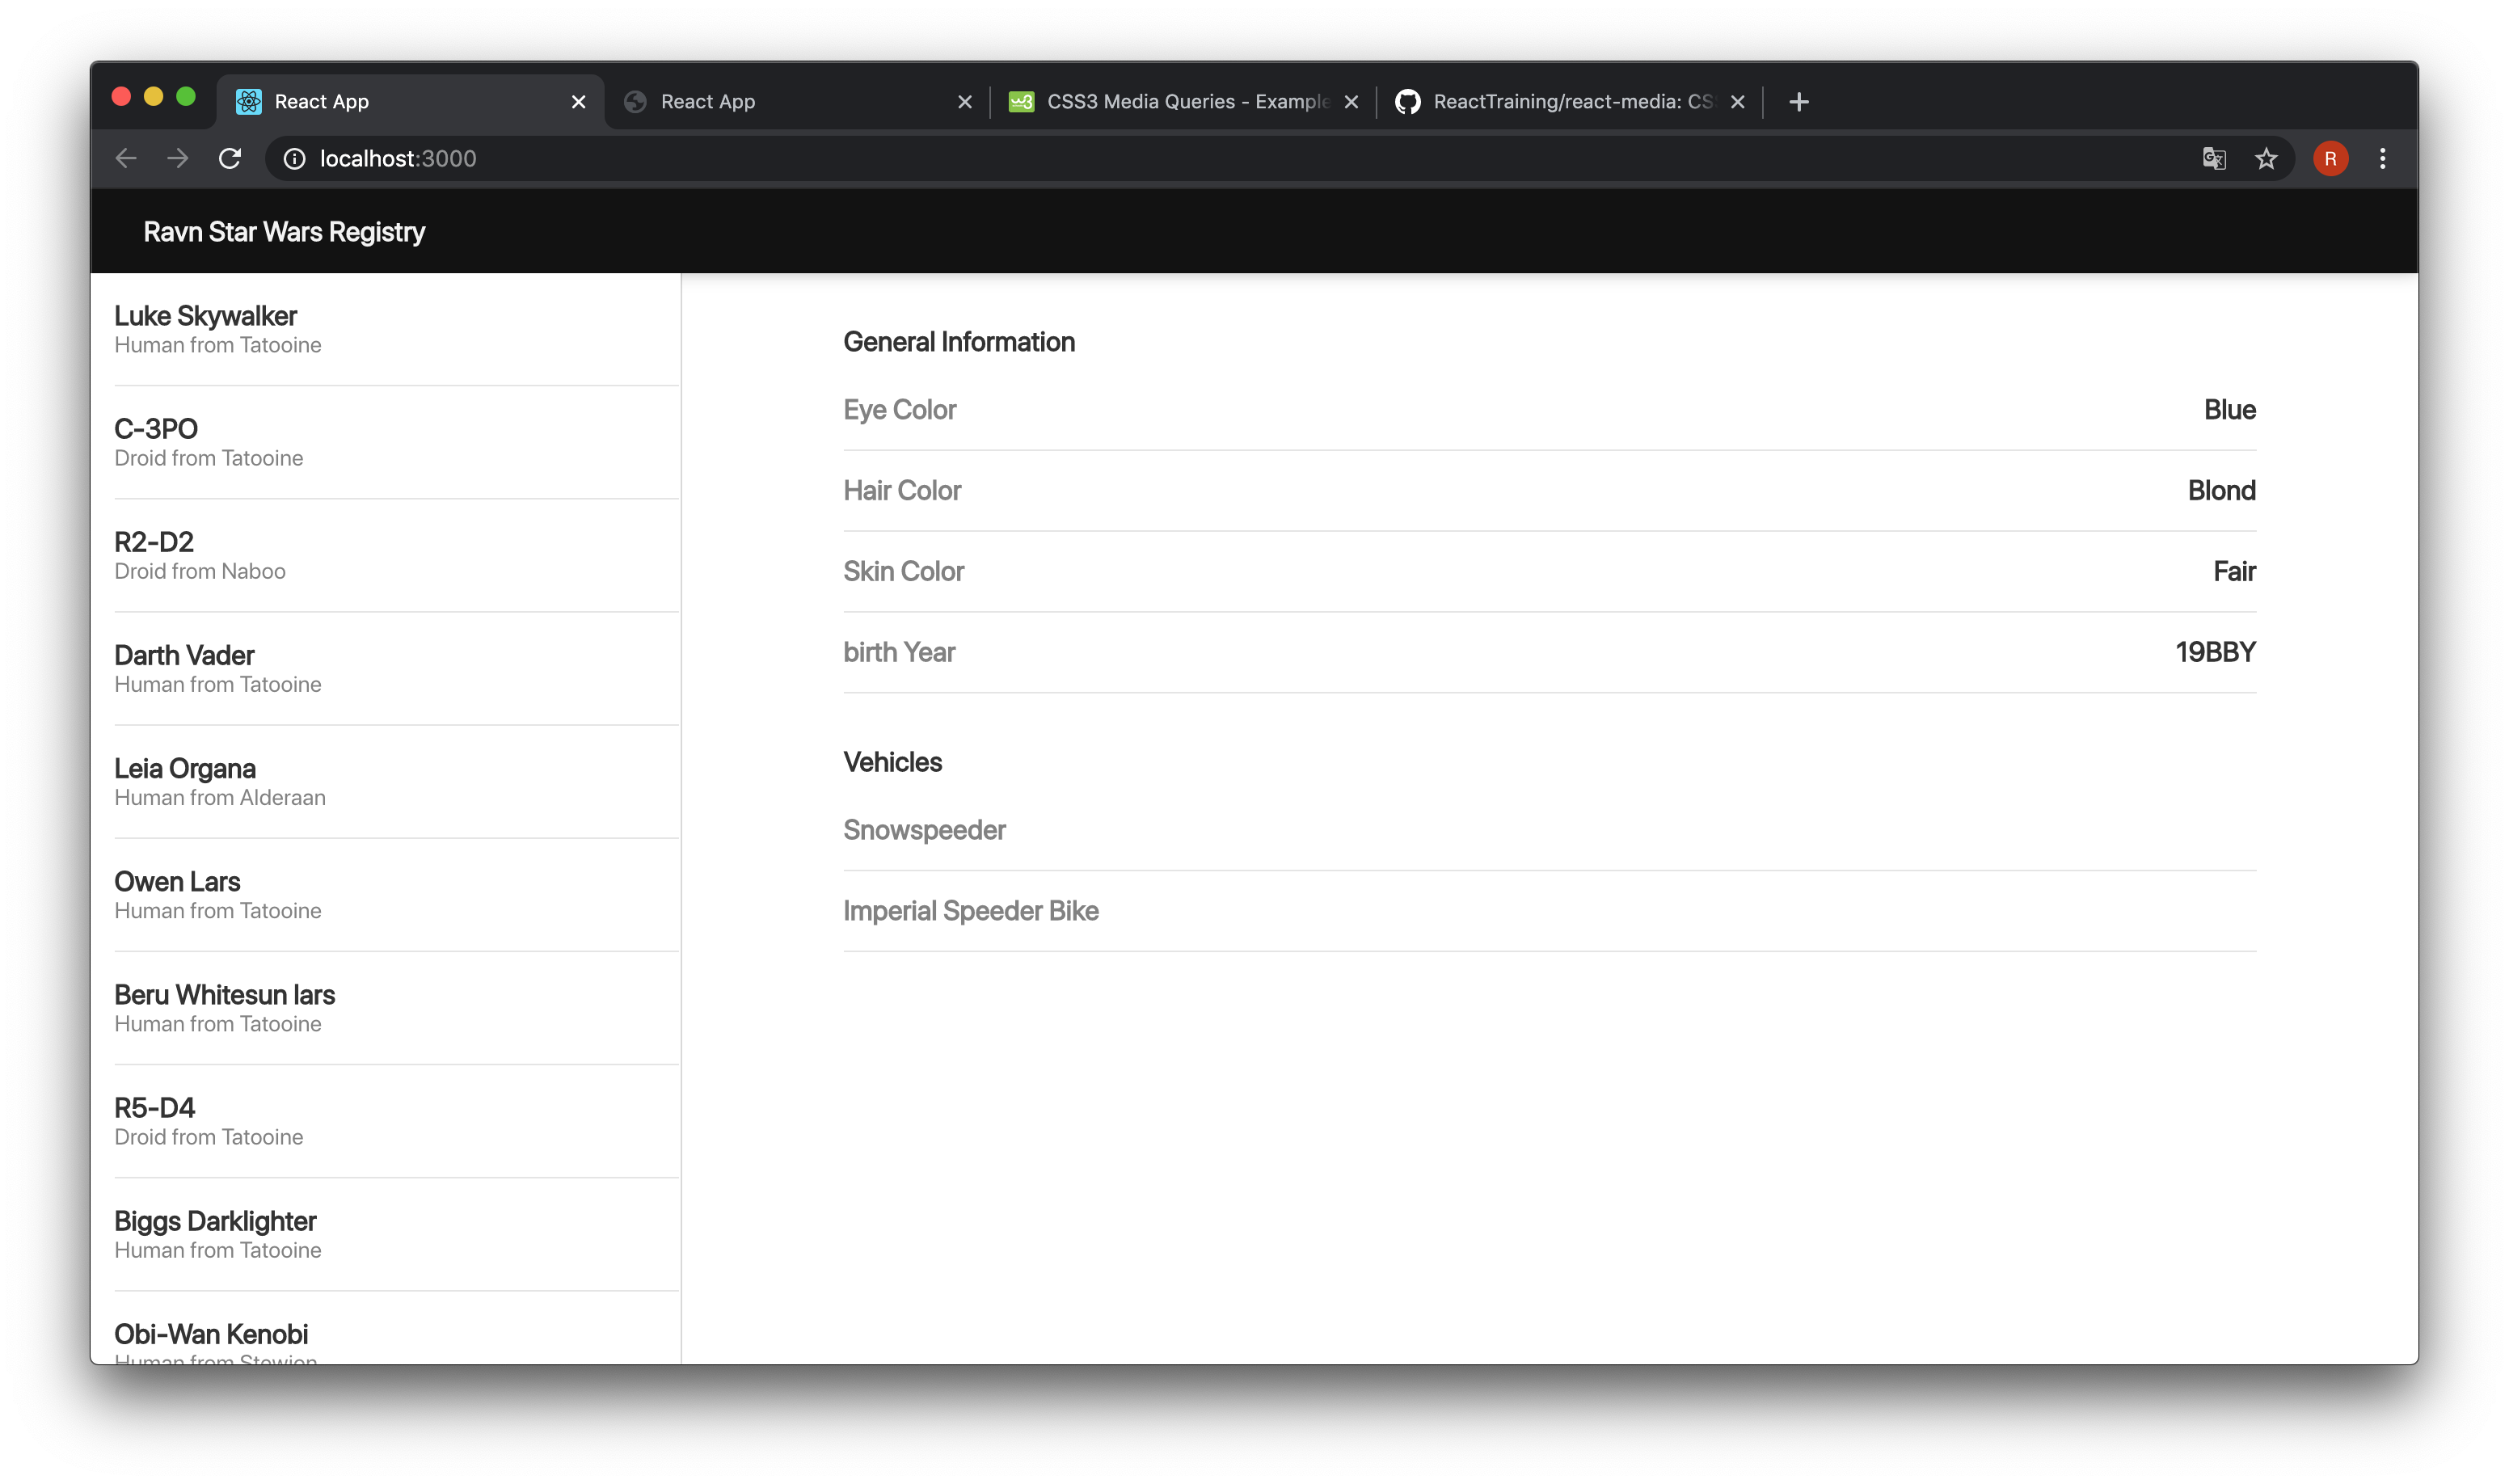 React App
React App
CSS3 Media Queries - Example
ReactTraining/react-media: CS
localhost:3000
R
Ravn Star Wars Registry
Luke Skywalker
Human from Tatooine
C-3PO
Droid from Tatooine
R2-D2
Droid from Naboo
Darth Vader
Human from Tatooine
Leia Organa
Human from Alderaan
Owen Lars
Human from Tatooine
Beru Whitesun lars
Human from Tatooine
R5-D4
Droid from Tatooine
Biggs Darklighter
Human from Tatooine
Obi-Wan Kenobi
Human from Stewjon
General Information
Eye Color Blue
Hair Color Blond
Skin Color Fair
birth Year 19BBY
Vehicles
Snowspeeder
Imperial Speeder Bike